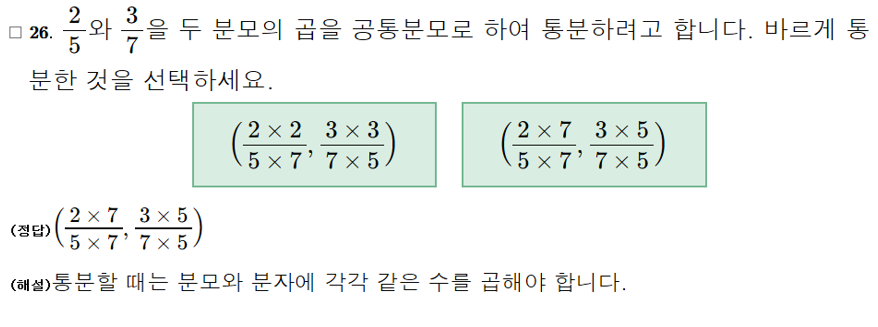 □ 26. 2/5와 3/7을 두 분모의 곱을 공통분모로 하여 통분하려고 합니다. 바르게 통
분한 것을 선택하세요.
(2 × 2 / 5 × 7, 3 × 3 / 7 × 5) (2 × 7 / 5 × 7, 3 × 5 / 7 × 5)
(정답) (2 × 7 / 5 × 7, 3 × 5 / 7 × 5)
(해설)통분할 때는 분모와 분자에 각각 같은 수를 곱해야 합니다.